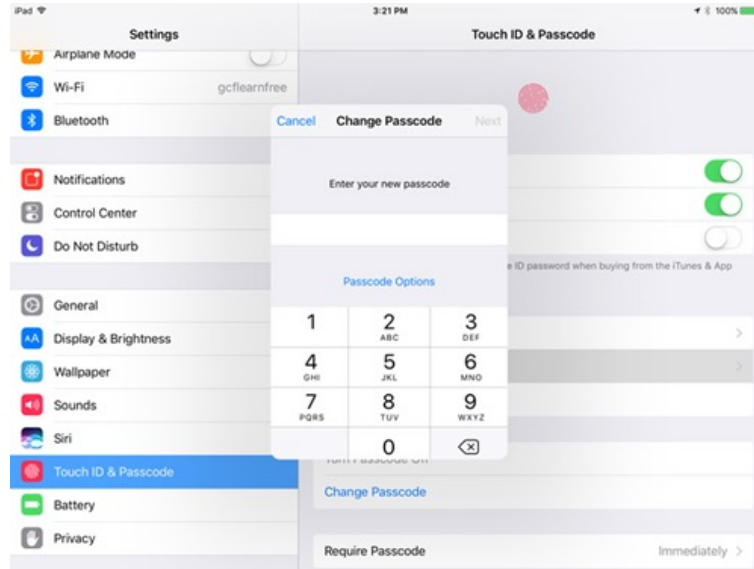 iPad 3:21 PM 100%
Settings
Touch ID & Passcode
Airplane Mode
Wi-Fi gcflearnfree
Bluetooth
Notifications
Control Center
Do Not Disturb
General
Display & Brightness
Wallpaper
Sounds
Siri
Touch ID & Passcode
Battery
Privacy
Cancel Change Passcode Next
Enter your new passcode
Passcode Options
1 2 3
ABC DEF
4 5 6
GHI JKL MNO
7 8 9
PQRS TUV WXYZ
0
ID password when buying from the iTunes & App
Turn Passcode Off
Change Passcode
Require Passcode Immediately